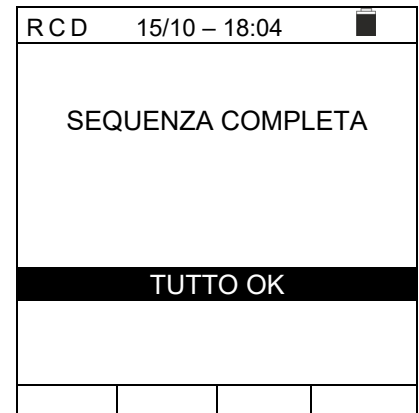 RCD 15/10 – 18:04
SEQUENZA COMPLETA
TUTTO OK